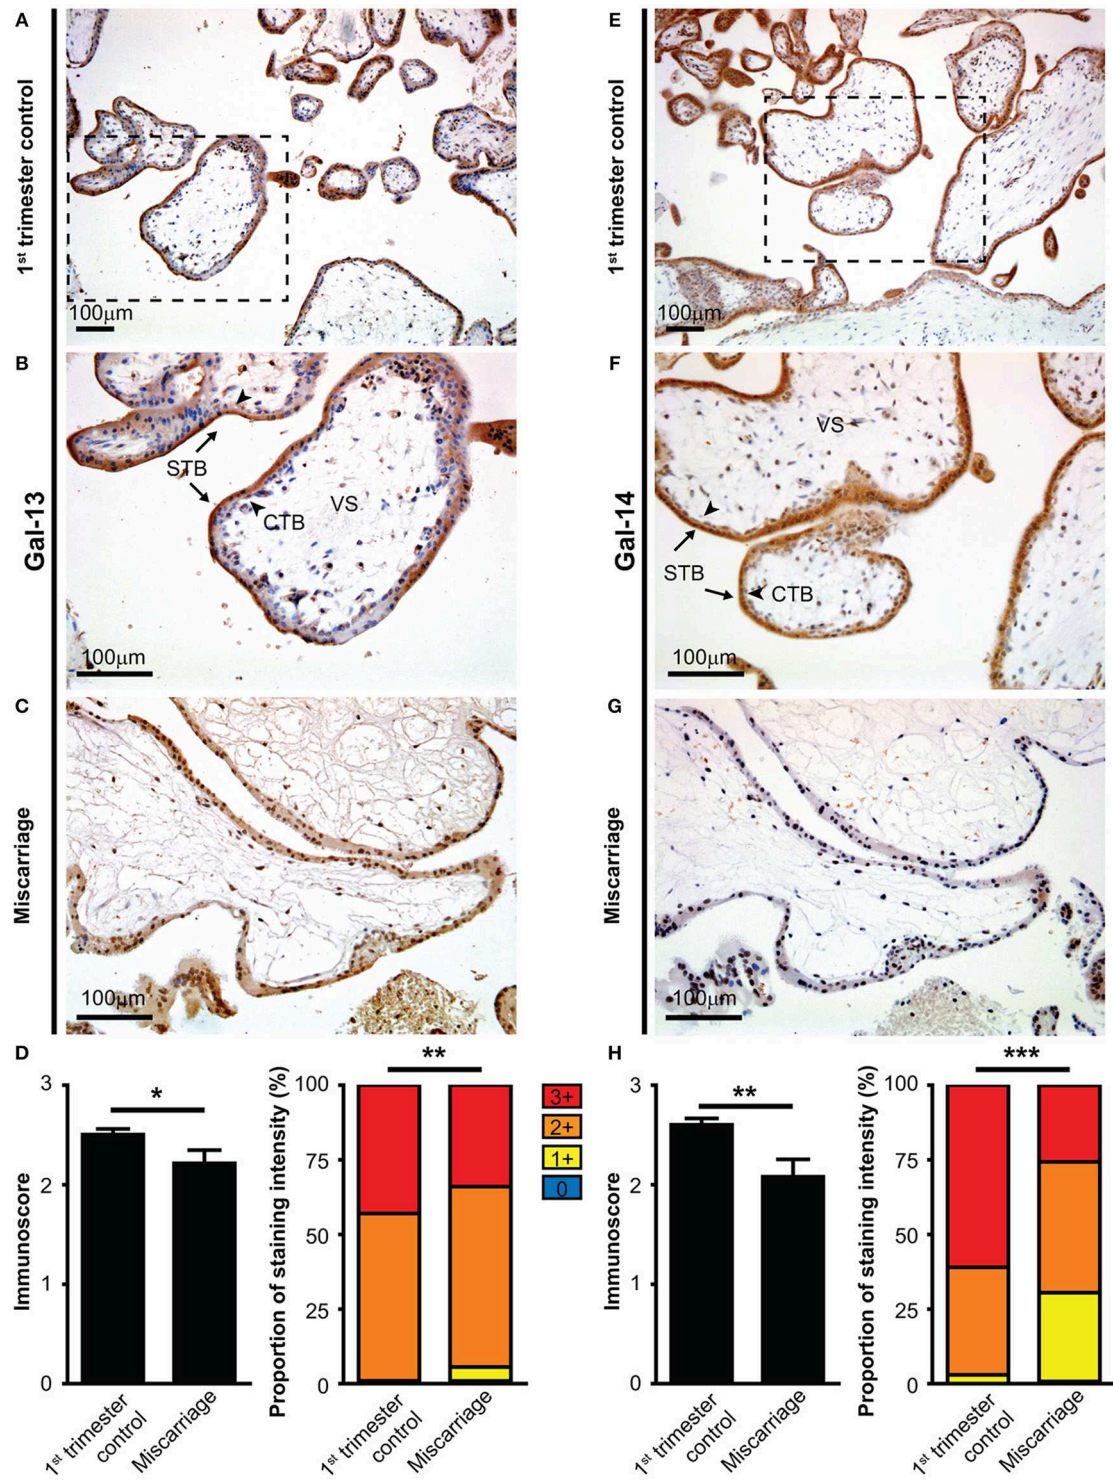 A
1st trimester control
100μm
B
STB
CTB
VS
100μm
Gal-13
C
Miscarriage
100μm
D
Immunoscore
3
2
1
0
*
1st trimester
control
Miscarriage
Proportion of staining intensity (%)
100
75
50
25
0
**
1st trimester
control
Miscarriage
3+
2+
1+
0
E
1st trimester control
100μm
F
VS
STB
CTB
100μm
Gal-14
G
Miscarriage
100μm
H
Immunoscore
3
2
1
0
**
1st trimester
control
Miscarriage
Proportion of staining intensity (%)
100
75
50
25
0
***
1st trimester
control
Miscarriage